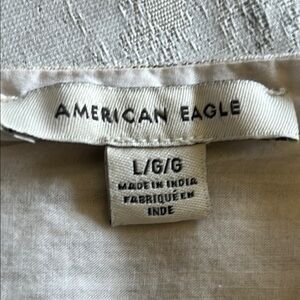 AMERICAN EAGLE
L/G/G
MADE IN INDIA
FABRIQUÉ EN
INDE